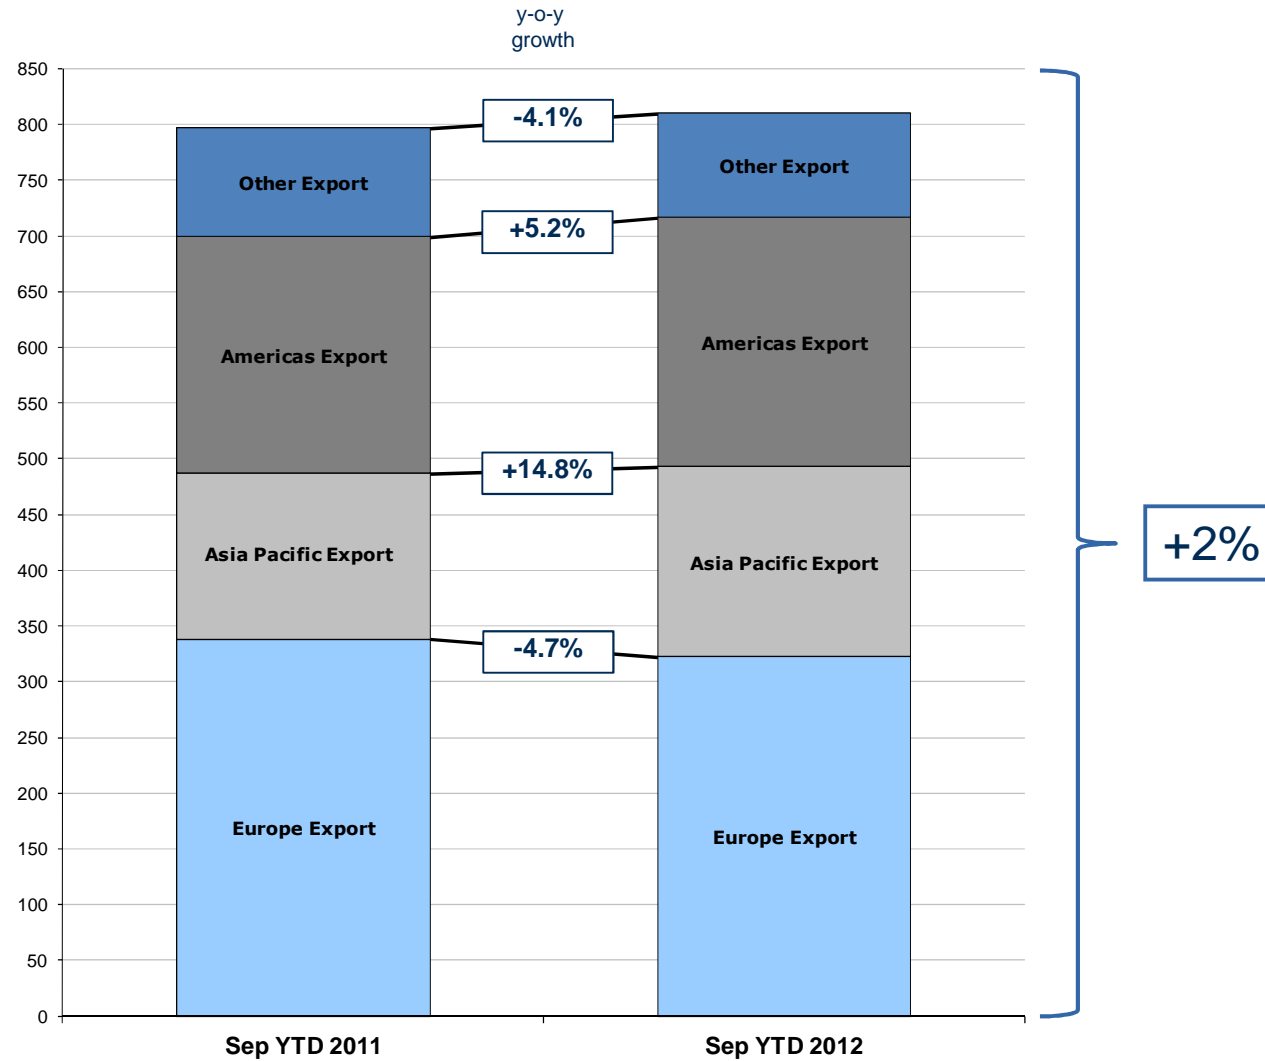 y-o-y
growth
850
800
750
700
650
600
550
500
450
400
350
300
250
200
150
100
50
0
-4.1%
+5.2%
+14.8%
-4.7%
Other Export
Americas Export
Asia Pacific Export
Europe Export
Other Export
Americas Export
Asia Pacific Export
Europe Export
+2%
Sep YTD 2011
Sep YTD 2012